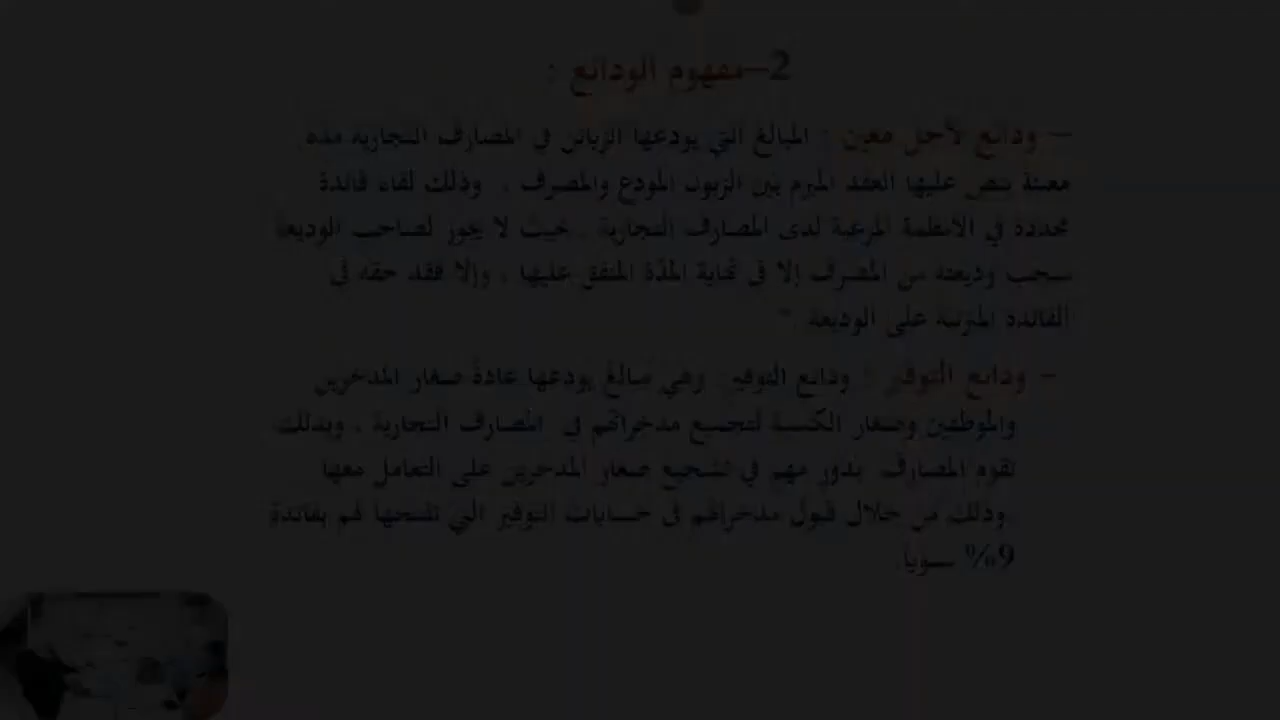 2–مفهوم الودائع :
– ودائع لأجل معين : المبالغ التي يودعها الزبائن في المصارف التجارية مدة
معينة ينص عليها العقد المبرم بين الزبون المودع والمصرف . وذلك لقاء فائدة
محددة في الانظمة المرعية لدى المصارف التجارية . حيث لا يجوز لصاحب الوديعة
سحب وديعته من المصرف إلا في نهاية المدّة المتفق عليها . وإلا فقد حقه في
الفائدة المترتبة على الوديعة "
– ودائع التوفير : ودائع التوفير وهي مبالغ يودعها عادةً صغار المدخرين
والموظفين وصغار الكسبة لتجميع مدخراتهم في المصارف التجارية . وبذلك
تقوم المصارف بدور مهم في تشجيع صغار المدخرين على التعامل معها
. وذلك من خلال قبول مدخراتهم في حسابات التوفير التي تفتحها لهم بفائدة
9% سنويا